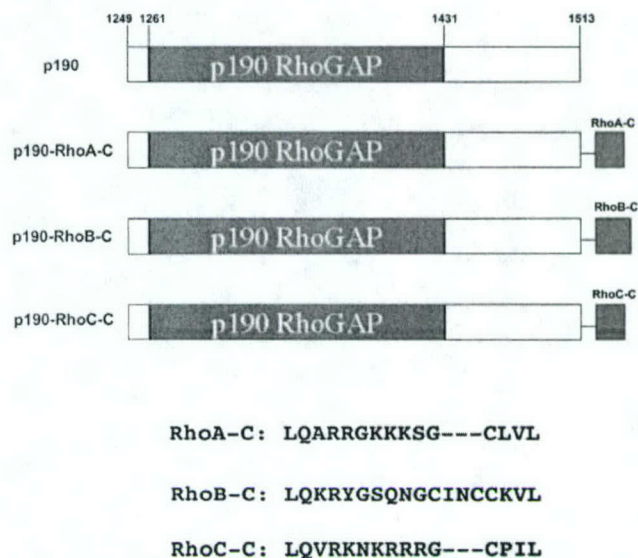 1249 1261 1431 1513
p190 p190 RhoGAP
RhoA-C
p190-RhoA-C p190 RhoGAP
RhoB-C
p190-RhoB-C p190 RhoGAP
RhoC-C
p190-RhoC-C p190 RhoGAP
RhoA-C: LQARRGKKKSG---CLVL
RhoB-C: LQKRYGSQNGCINCCKVL
RhoC-C: LQVRKNKRRRG---CPIL